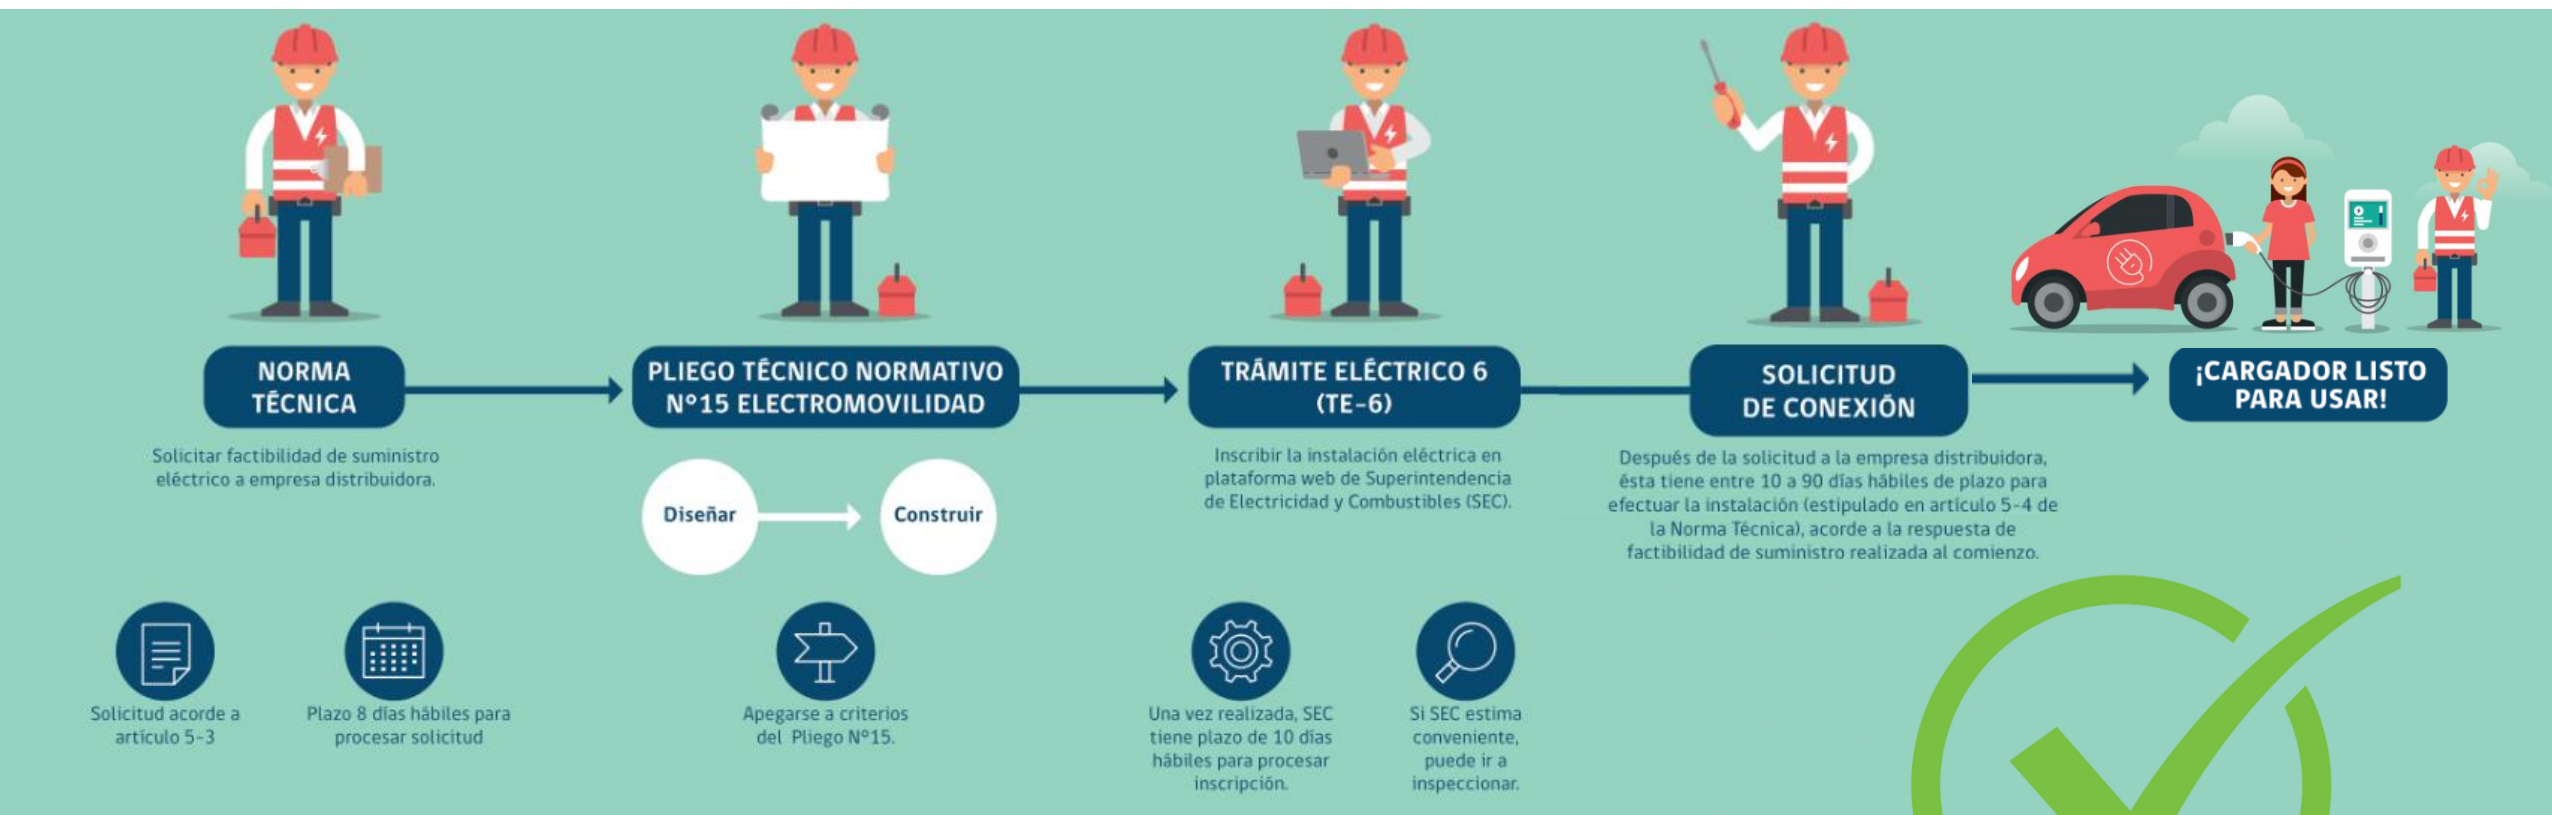 NORMA
TÉCNICA
Solicitar factibilidad de suministro
eléctrico a empresa distribuidora.
Solicitud acorde a
artículo 5-3
Plazo 8 días hábiles para
procesar solicitud
PLIEGO TÉCNICO NORMATIVO
N°15 ELECTROMOVILIDAD
Diseñar
Construir
Apegarse a criterios
del Pliego N°15.
TRÁMITE ELÉCTRICO 6
(TE-6)
Inscribir la instalación eléctrica en
plataforma web de Superintendencia
de Electricidad y Combustibles (SEC).
Una vez realizada, SEC
tiene plazo de 10 días
hábiles para procesar
inscripción.
Si SEC estima
conveniente,
puede ir a
inspeccionar.
SOLICITUD
DE CONEXIÓN
Después de la solicitud a la empresa distribuidora,
ésta tiene entre 10 a 90 días hábiles de plazo para
efectuar la instalación (estipulado en artículo 5-4 de
la Norma Técnica), acorde a la respuesta de
factibilidad de suministro realizada al comienzo.
¡CARGADOR LISTO
PARA USAR!